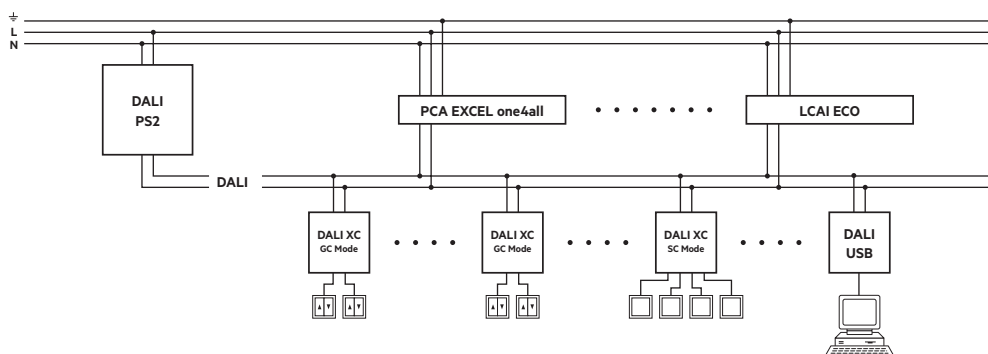 L
N
DALI
PS2
PCA EXCEL one4all
LCAI ECO
DALI
DALI XC
GC Mode
DALI XC
GC Mode
DALI XC
SC Mode
DALI
USB